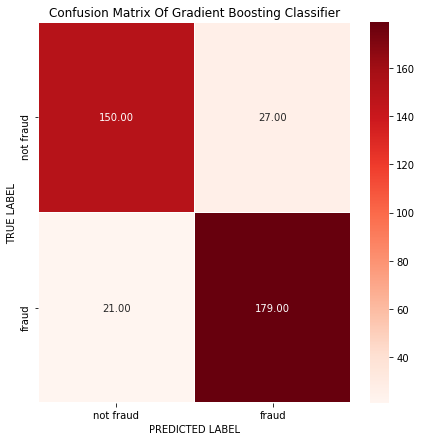 Confusion Matrix Of Gradient Boosting Classifier
TRUE LABEL
not fraud
150.00
27.00
fraud
21.00
179.00
not fraud
fraud
PREDICTED LABEL
160
140
120
100
80
60
40